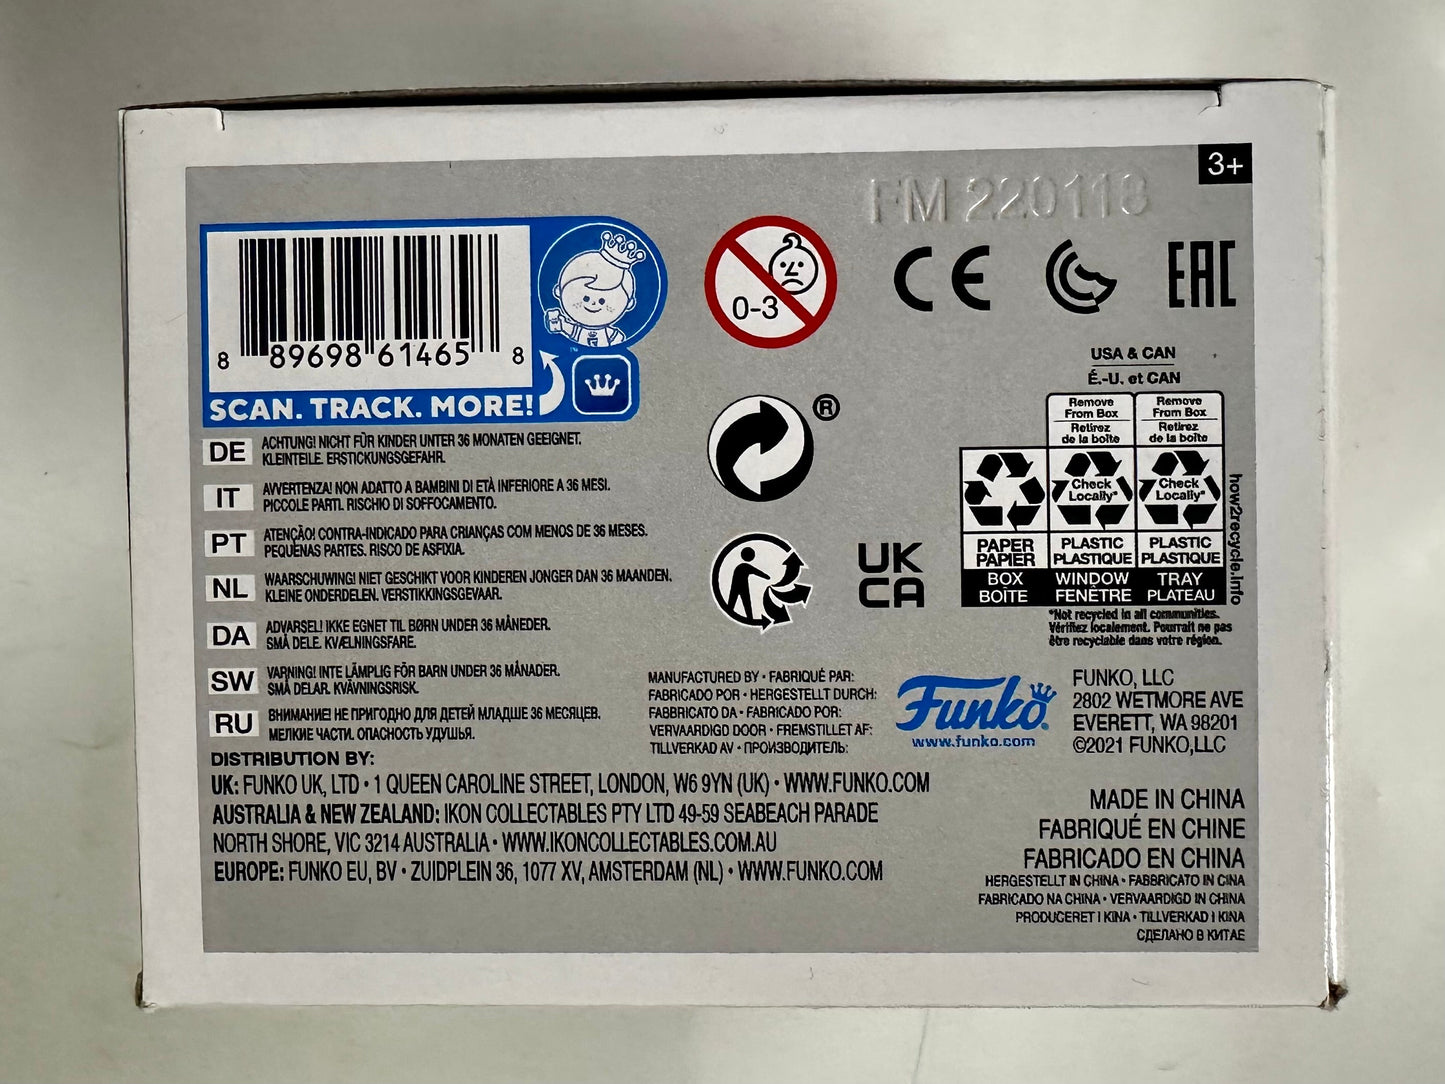 3+
FM 220113
8 89698 61465 8
SCAN. TRACK. MORE!
™
0-3
CE
EAC
®
USA & CAN
É.-U. et CAN
Remove
From Box
Retirez
de la boîte
Remove
From Box
Retirez
de la boîte
Check
Locally*
Check
Locally*
PAPER
PAPIER
PLASTIC
PLASTIQUE
PLASTIC
PLASTIQUE
BOX
BOÎTE
WINDOW
FENÊTRE
TRAY
PLATEAU
how2recycle.info
*Not recycled in all communities.
Vérifiez localement. Pourrait ne pas
être recyclable dans votre région.
UK
CA
DE ACHTUNG! NICHT FÜR KINDER UNTER 36 MONATEN GEEIGNET.
KLEINTEILE. ERSTICKUNGSGEFAHR.
IT AVVERTENZA! NON ADATTO A BAMBINI DI ETÀ INFERIORE A 36 MESI.
PICCOLE PARTI. RISCHIO DI SOFFOCAMENTO.
PT ATENÇÃO! CONTRA-INDICADO PARA CRIANÇAS COM MENOS DE 36 MESES.
PEQUENAS PARTES. RISCO DE ASFIXIA.
NL WAARSCHUWING! NIET GESCHIKT VOOR KINDEREN JONGER DAN 36 MAANDEN.
KLEINE ONDERDELEN. VERSTIKKINGSGEVAAR.
DA ADVARSEL! IKKE EGNET TIL BØRN UNDER 36 MÅNEDER.
SMÅ DELE. KVÆLNINGSFARE.
SW VARNING! INTE LÄMPLIG FÖR BARN UNDER 36 MÅNADER.
SMÅ DELAR. KVÄVNINGSRISK.
RU ВНИМАНИЕ! НЕ ПРИГОДНО ДЛЯ ДЕТЕЙ МЛАДШЕ 36 МЕСЯЦЕВ.
МЕЛКИЕ ЧАСТИ. ОПАСНОСТЬ УДУШЬЯ.
MANUFACTURED BY • FABRIQUÉ PAR:
FABRICADO POR • HERGESTELLT DURCH:
FABBRICATO DA • FABRICADO POR:
VERVAARDIGD DOOR • FREMSTILLET AF:
TILLVERKAD AV • ПРОИЗВОДИТЕЛЬ:
Funko®
www.funko.com
FUNKO, LLC
2802 WETMORE AVE
EVERETT, WA 98201
©2021 FUNKO,LLC
DISTRIBUTION BY:
UK: FUNKO UK, LTD • 1 QUEEN CAROLINE STREET, LONDON, W6 9YN (UK) • WWW.FUNKO.COM
AUSTRALIA & NEW ZEALAND: IKON COLLECTABLES PTY LTD 49-59 SEABEACH PARADE
NORTH SHORE, VIC 3214 AUSTRALIA • WWW.IKONCOLLECTABLES.COM.AU
EUROPE: FUNKO EU, BV • ZUIDPLEIN 36, 1077 XV, AMSTERDAM (NL) • WWW.FUNKO.COM
MADE IN CHINA
FABRIQUÉ EN CHINE
FABRICADO EN CHINA
HERGESTELLT IN CHINA • FABBRICATO IN CINA
FABRICADO NA CHINA • VERVAARDIGD IN CHINA
PRODUCERET I KINA • TILLVERKAD I KINA
СДЕЛАНО В КИТАЕ